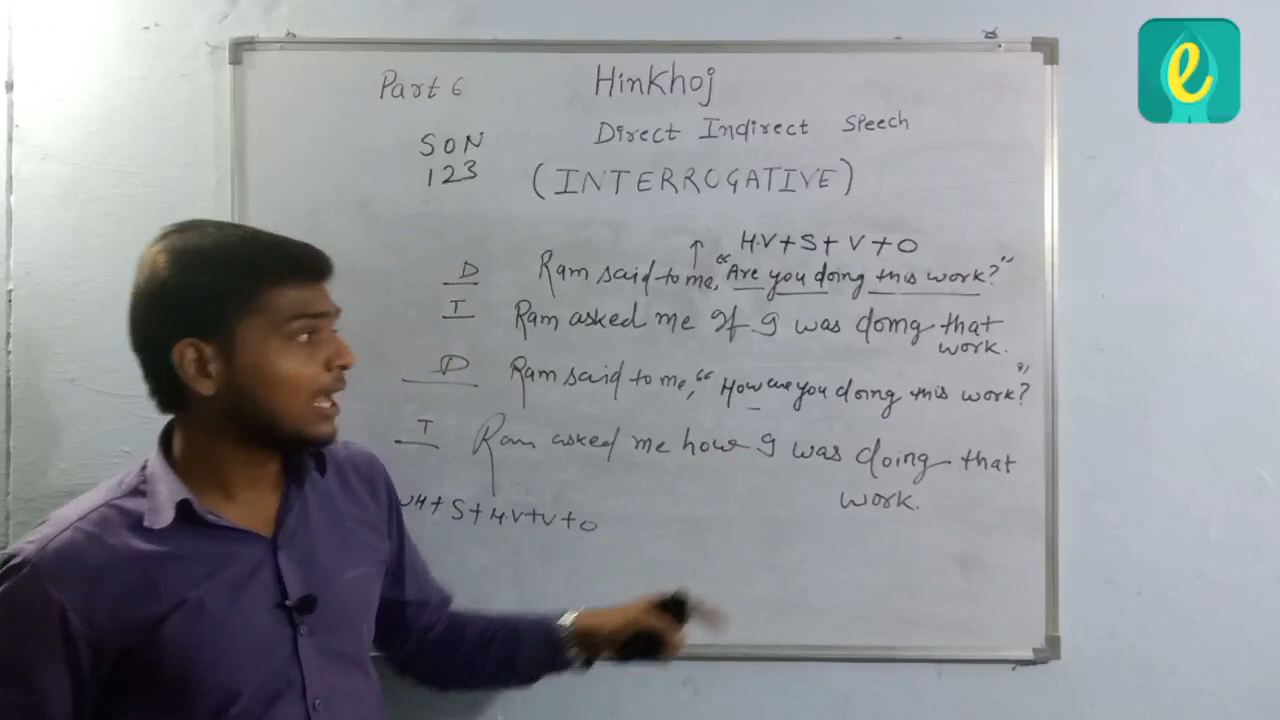 Part 6
Hinkhoj
SON
123
Direct Indirect Speech
(INTERROGATIVE)
H.V+S+V+O
D Ram said to me, "Are you doing this work?"
I Ram asked me If I was doing that
work.
D Ram said to me, "How are you doing this work?"
I Ram asked me how I was doing that
work.
WH+S+H.V+V+O
e